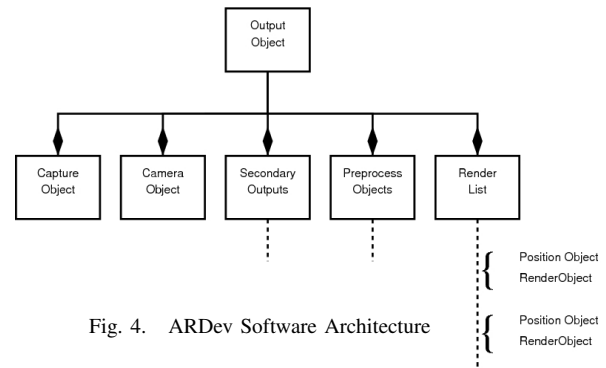 Output
Object
Capture
Object
Camera
Object
Secondary
Outputs
Preprocess
Objects
Render
List
Position Object
RenderObject
Position Object
RenderObject
Fig. 4. ARDev Software Architecture